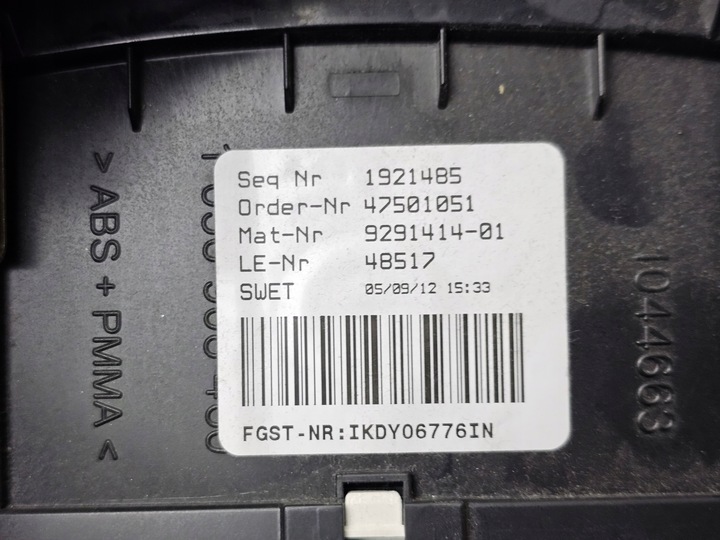 Seq Nr 1921485
Order-Nr 47501051
Mat-Nr 9291414-01
LE-Nr 48517
SWET 05/09/12 15:33
FGST-NR:IKDY06776IN
> ABS + PMMA <
1044663